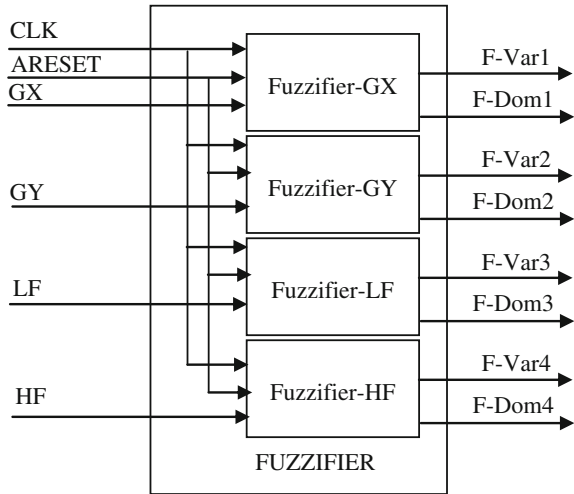 CLK
ARESET
GX
Fuzzifier-GX
F-Var1
F-Dom1
GY
Fuzzifier-GY
F-Var2
F-Dom2
LF
Fuzzifier-LF
F-Var3
F-Dom3
HF
Fuzzifier-HF
F-Var4
F-Dom4
FUZZIFIER